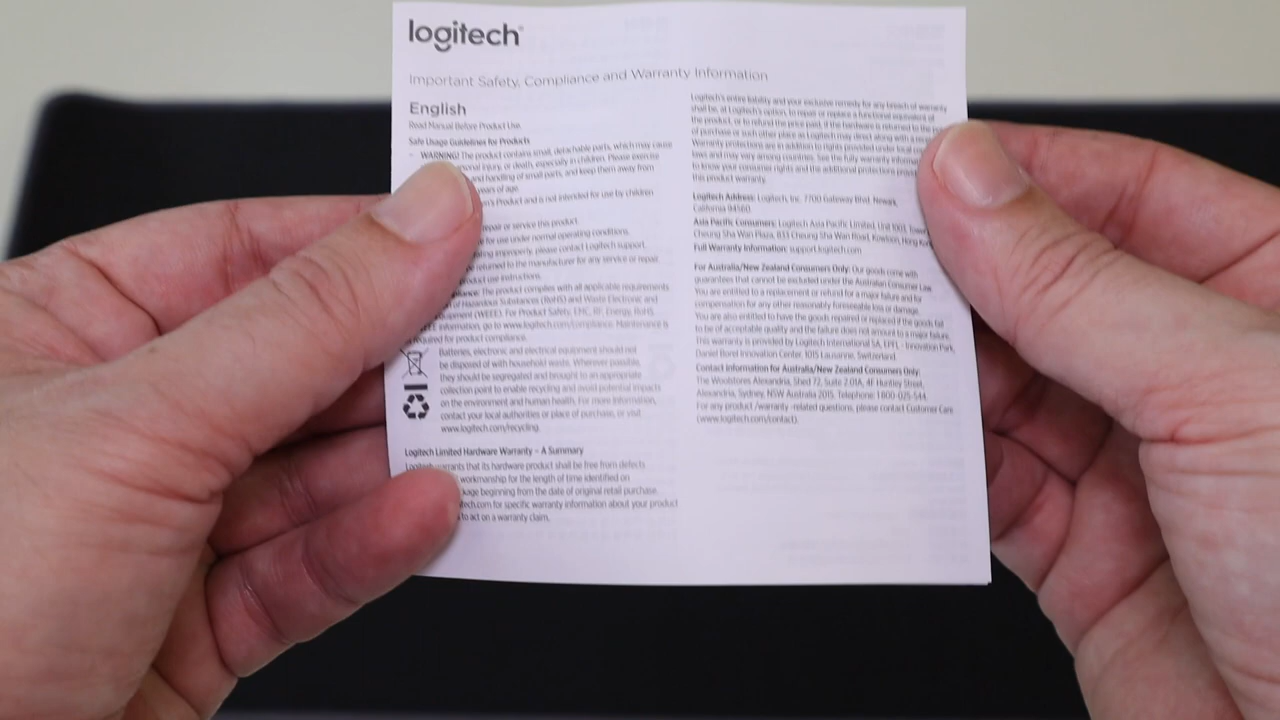 logitech
Important Safety, Compliance and Warranty Information
English
Read Manual Before Product Use.
Safe Usage Guidelines for Products
- WARNING! The product contains small, detachable parts, which may cause
onal injury, or death, especially in children. Please exercise
and handling of small parts, and keep them away from
years of age.
Product and is not intended for use by children
repair or service this product.
for use under normal operating conditions.
ating improperly, please contact Logitech support.
returned to the manufacturer for any service or repair.
product use instructions.
The product complies with all applicable requirements
of Hazardous Substances (RoHS) and Waste Electronic and
(WEEE). For Product Safety, EMC, RF, Energy, RoHS,
information, go to www.logitech.com/compliance. Maintenance is
required for product compliance.
Batteries, electronic and electrical equipment should not
be disposed of with household waste. Wherever possible,
they should be segregated and brought to an appropriate
collection point to enable recycling and avoid potential impacts
on the environment and human health. For more information,
contact your local authorities or place of purchase, or visit
www.logitech.com/recycling.
Logitech Limited Hardware Warranty – A Summary
Logitech warrants that its hardware product shall be free from defects
workmanship for the length of time identified on
beginning from the date of original retail purchase.
for specific warranty information about your product
to act on a warranty claim.
Logitech's entire liability and your exclusive remedy for any breach of warranty
shall be, at Logitech's option, to repair or replace a functional equivalent of
the product, or to refund the price paid, if the hardware is returned to the
of purchase or such other place as Logitech may direct along with a
Warranty protections are in addition to rights provided under local
laws and may vary among countries. See the fully warranty
to know your consumer rights and the additional protections
this product warranty.
Logitech Address: Logitech, Inc. 7700 Gateway Blvd. Newark,
California 94560
Asia Pacific Consumers: Logitech Asia Pacific Limited, Unit 1003,
Cheung Sha Wan Plaza, 833 Cheung Sha Wan Road, Kowloon, Hong
Full Warranty Information: support.logitech.com
For Australia/New Zealand Consumers Only: Our goods come with
guarantees that cannot be excluded under the Australian Consumer Law.
You are entitled to a replacement or refund for a major failure and for
compensation for any other reasonably foreseeable loss or damage.
You are also entitled to have the goods repaired or replaced if the goods fail
to be of acceptable quality and the failure does not amount to a major failure.
This warranty is provided by Logitech International SA, EPFL - Innovation Park,
Daniel Borel Innovation Center, 1015 Lausanne, Switzerland.
Contact information for Australia/New Zealand Consumers Only:
The Woolstores Alexandria, Shed 72, Suite 2.01A, 4F Huntley Street,
Alexandria, Sydney, NSW Australia 2015. Telephone: 1 800-025-544.
For any product /warranty -related questions, please contact Customer Care
(www.logitech.com/contact).